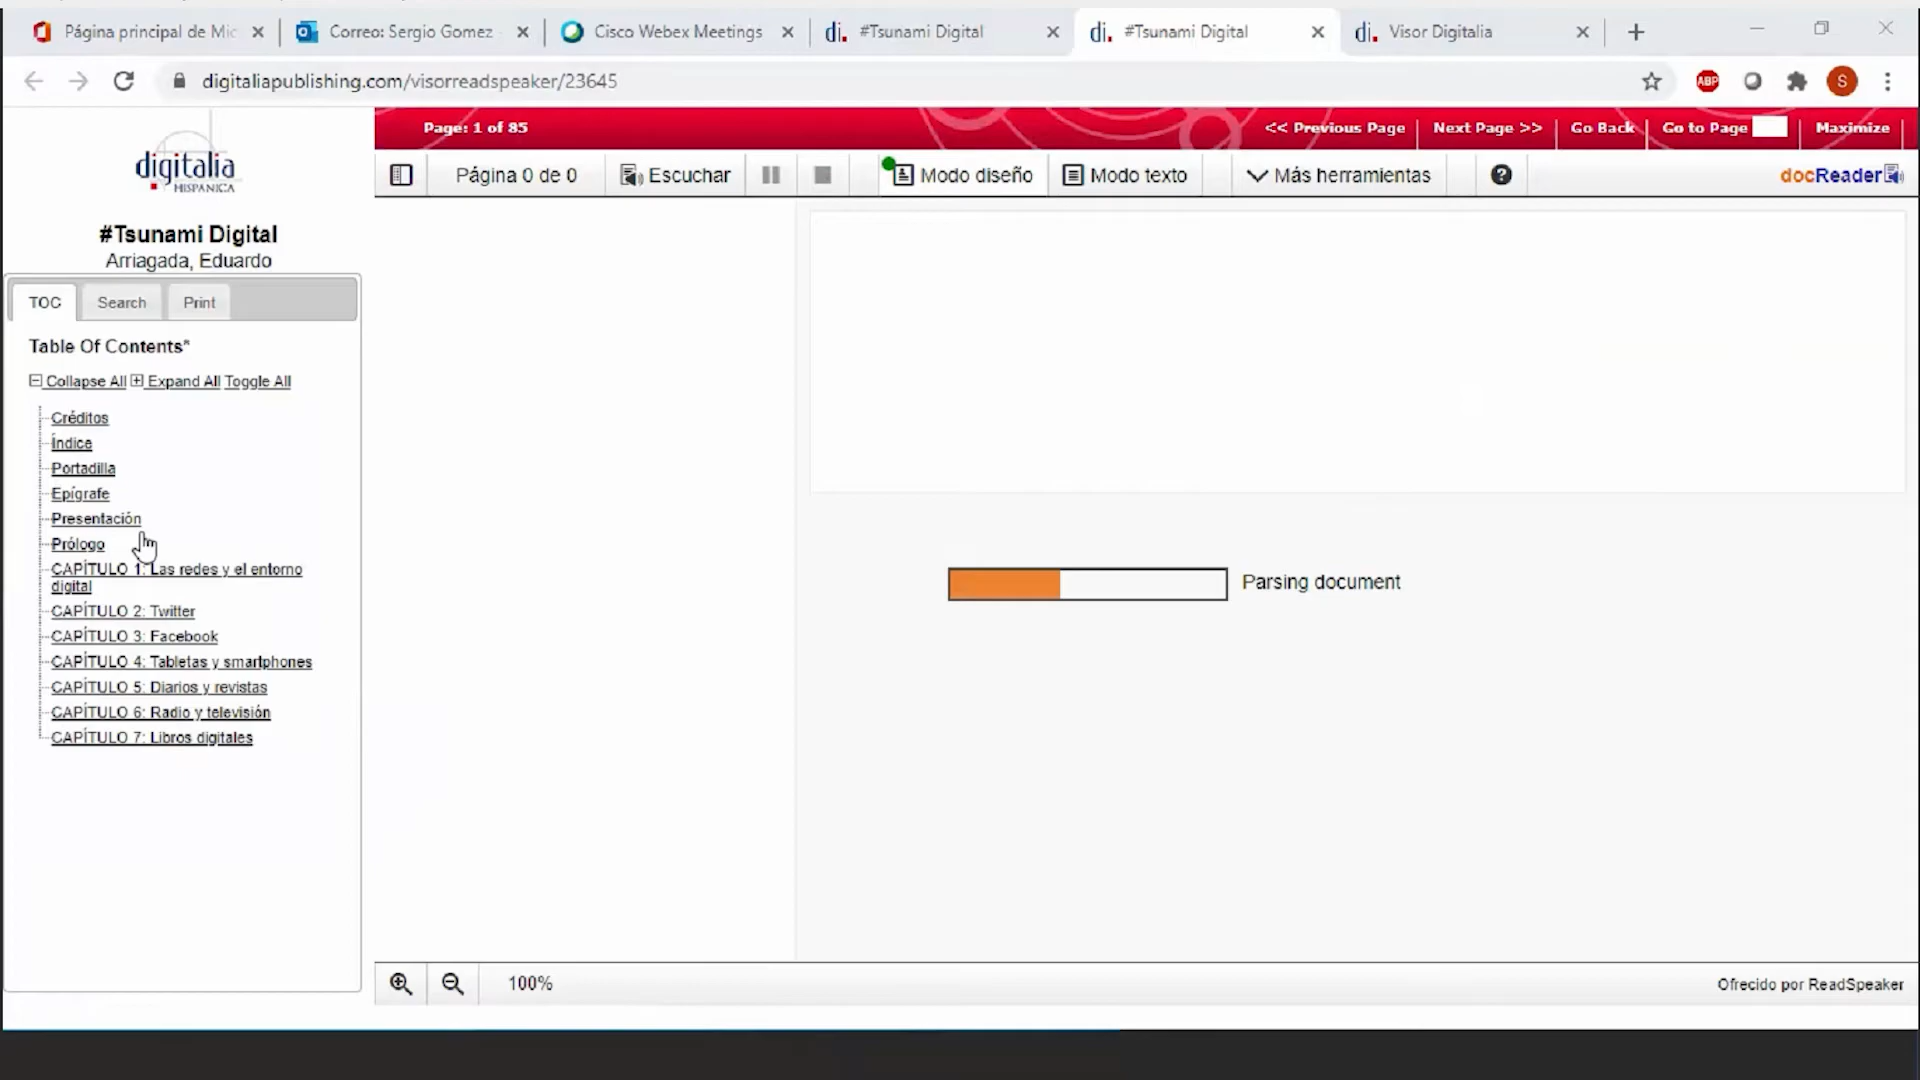 Página principal de Mic
Correo: Sergio Gomez
Cisco Webex Meetings
di. #Tsunami Digital
di. #Tsunami Digital
di. Visor Digitalia
digitaliapublishing.com/visorreadspeaker/23645
ABP
S
digitalia
HISPANICA
#Tsunami Digital
Arriagada, Eduardo
TOC
Search
Print
Table Of Contents*
Collapse All Expand All Toggle All
Créditos
Índice
Portadilla
Epígrafe
Presentación
Prólogo
CAPÍTULO 1: Las redes y el entorno
digital
CAPÍTULO 2: Twitter
CAPÍTULO 3: Facebook
CAPÍTULO 4: Tabletas y smartphones
CAPÍTULO 5: Diarios y revistas
CAPÍTULO 6: Radio y televisión
CAPÍTULO 7: Libros digitales
Page: 1 of 85
<< Previous Page
Next Page >>
Go Back
Go to Page
Maximize
Página 0 de 0
Escuchar
Modo diseño
Modo texto
Más herramientas
?
docReader
Parsing document
100%
Ofrecido por ReadSpeaker